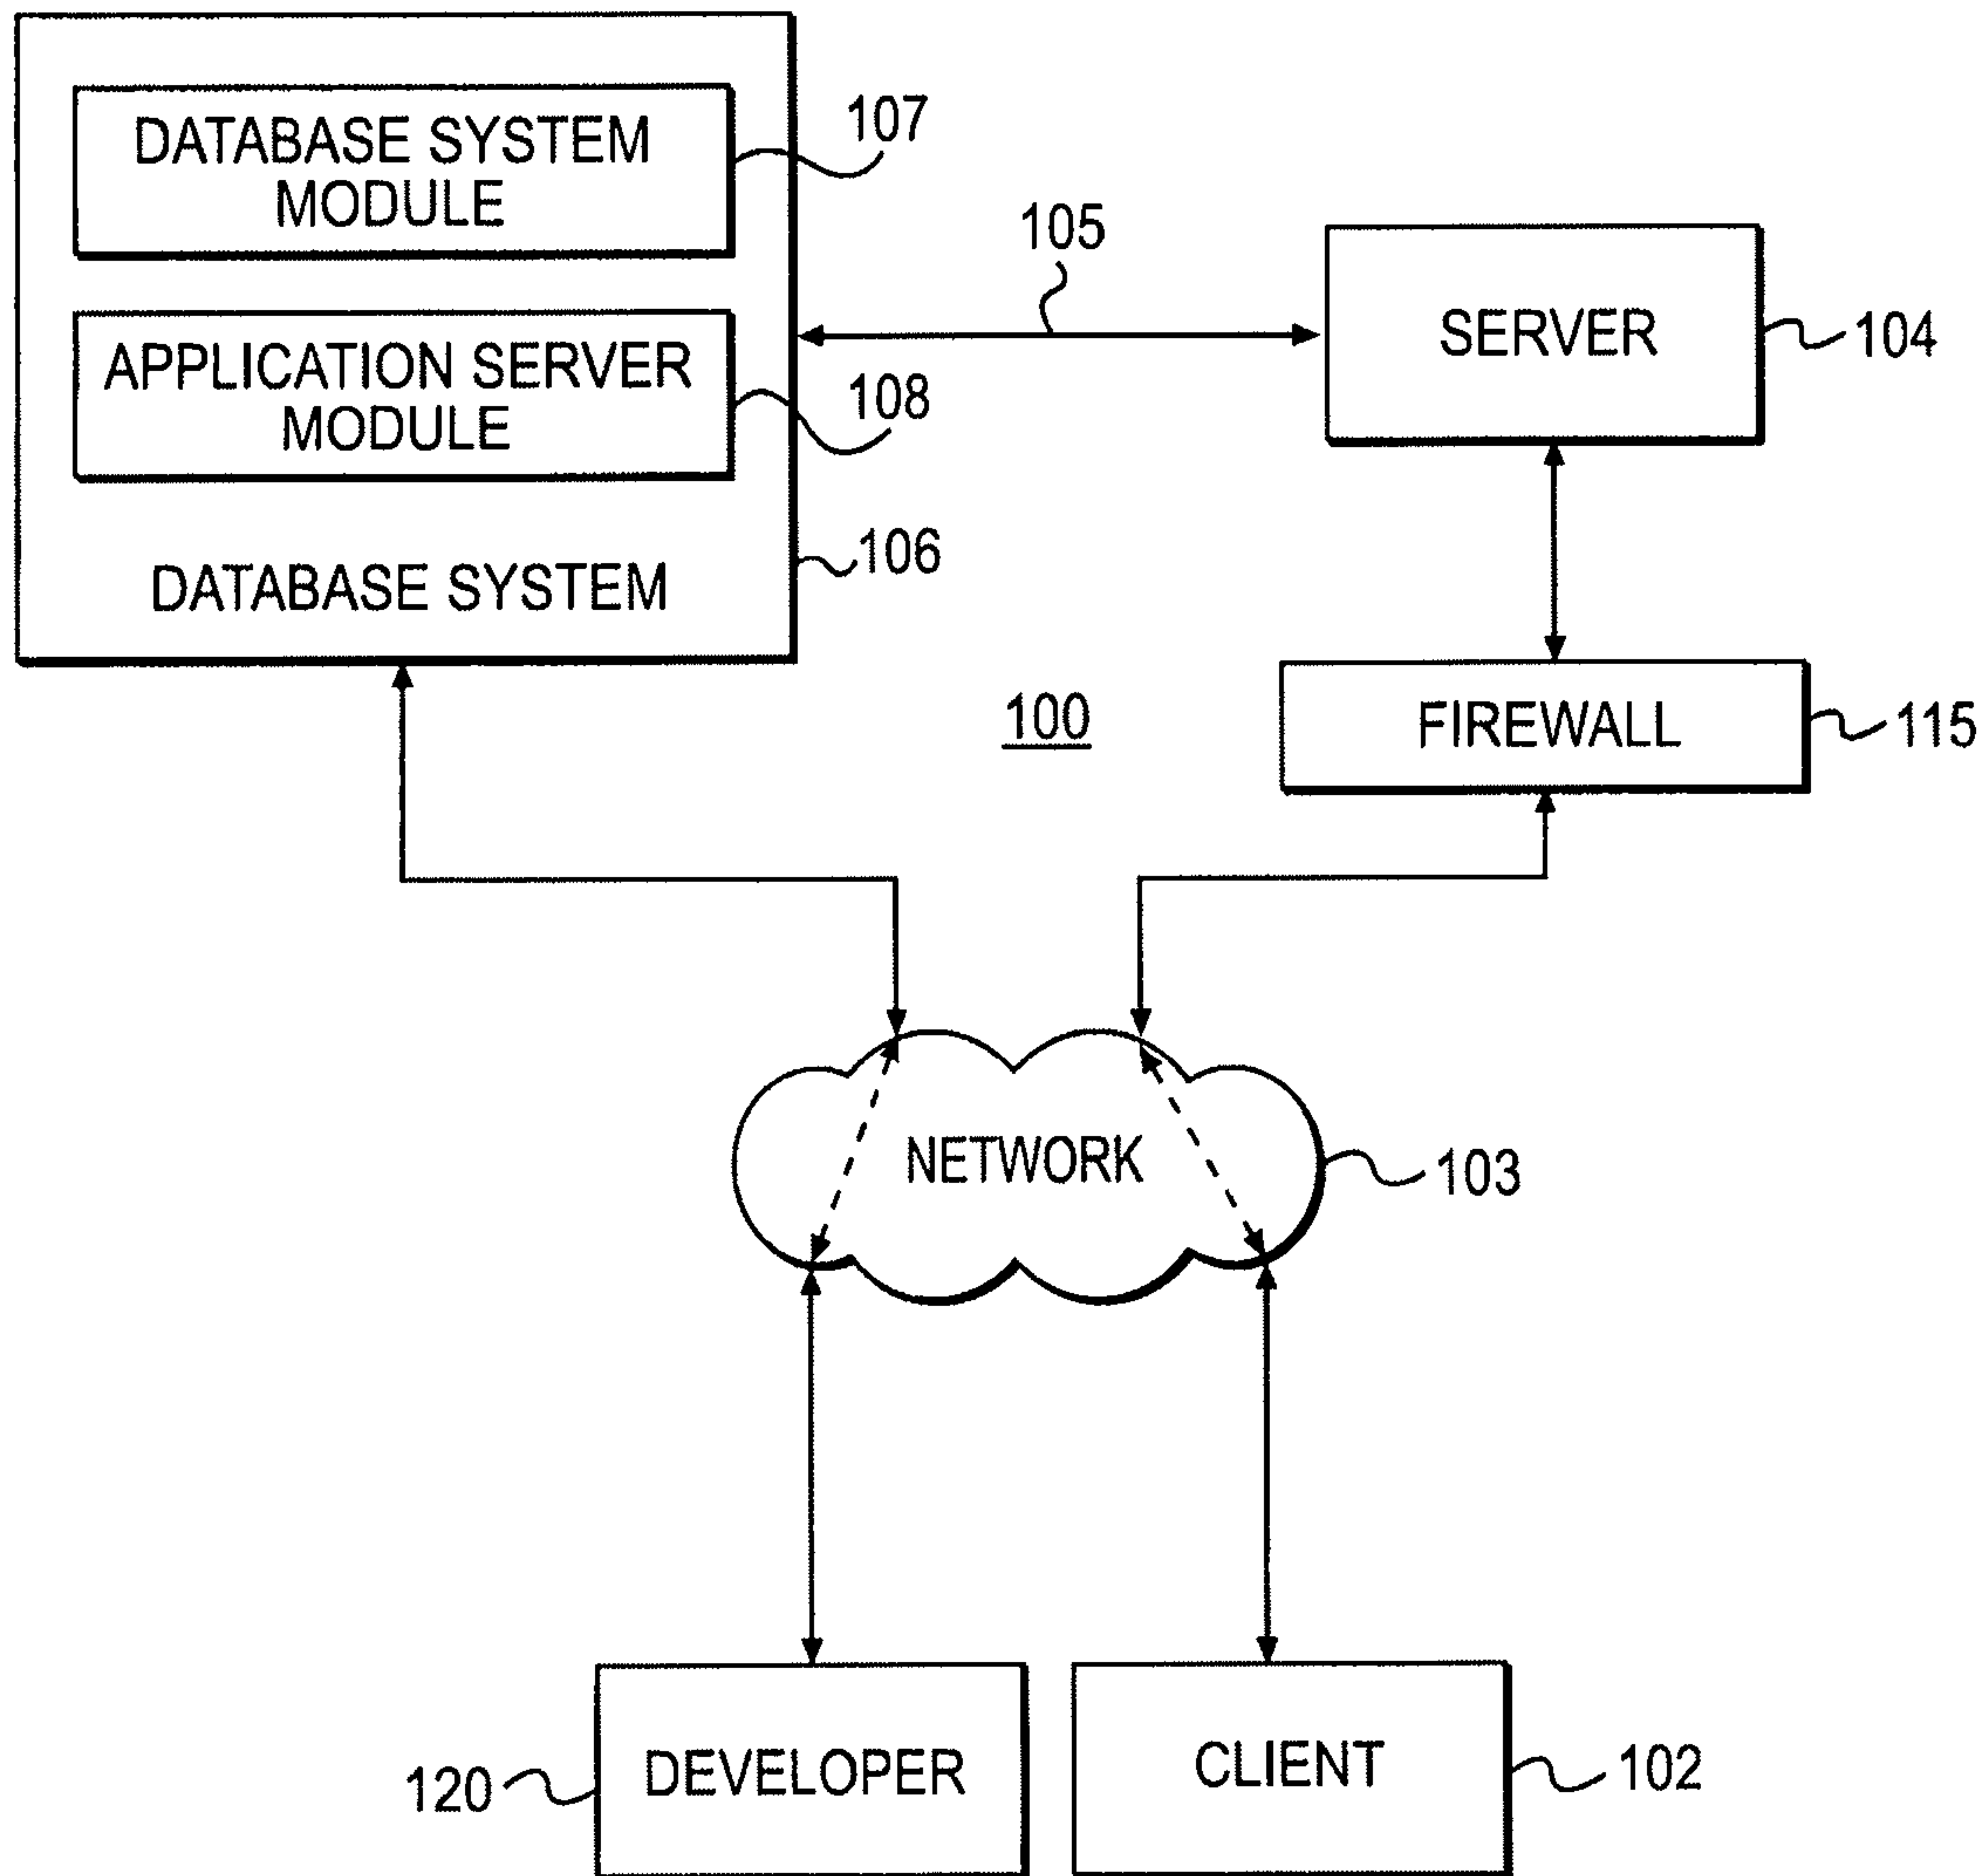 DATABASE SYSTEM
MODULE
107
APPLICATION SERVER
MODULE
108
DATABASE SYSTEM
106
105
SERVER
104
FIREWALL
115
100
NETWORK
103
DEVELOPER
120
CLIENT
102